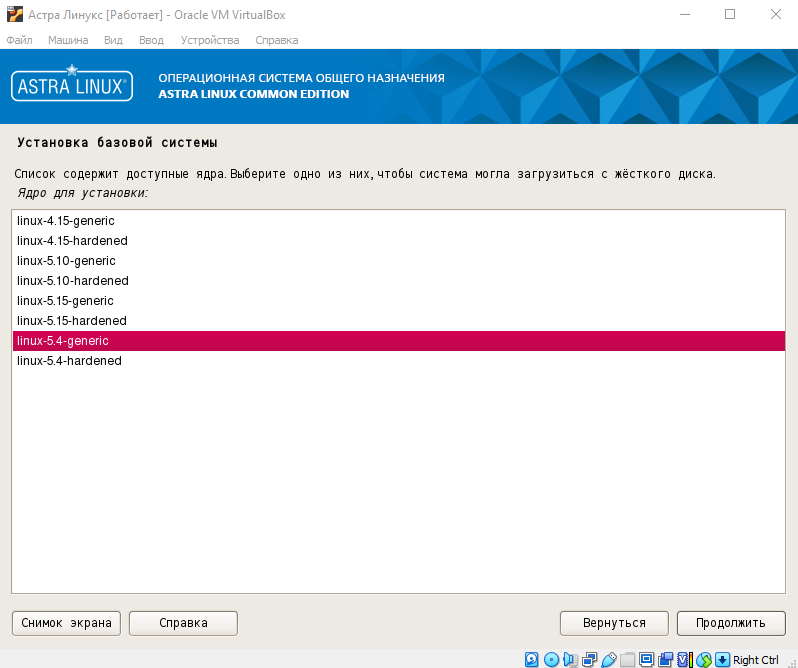 Астра Линукс [Работает] - Oracle VM VirtualBox
Файл Машина Вид Ввод Устройства Справка
ASTRA LINUX®
ОПЕРАЦИОННАЯ СИСТЕМА ОБЩЕГО НАЗНАЧЕНИЯ
ASTRA LINUX COMMON EDITION
Установка базовой системы
Список содержит доступные ядра. Выберите одно из них, чтобы система могла загрузиться с жёсткого диска.
Ядро для установки:
linux-4.15-generic
linux-4.15-hardened
linux-5.10-generic
linux-5.10-hardened
linux-5.15-generic
linux-5.15-hardened
linux-5.4-generic
linux-5.4-hardened
Снимок экрана Справка Вернуться Продолжить
Right Ctrl